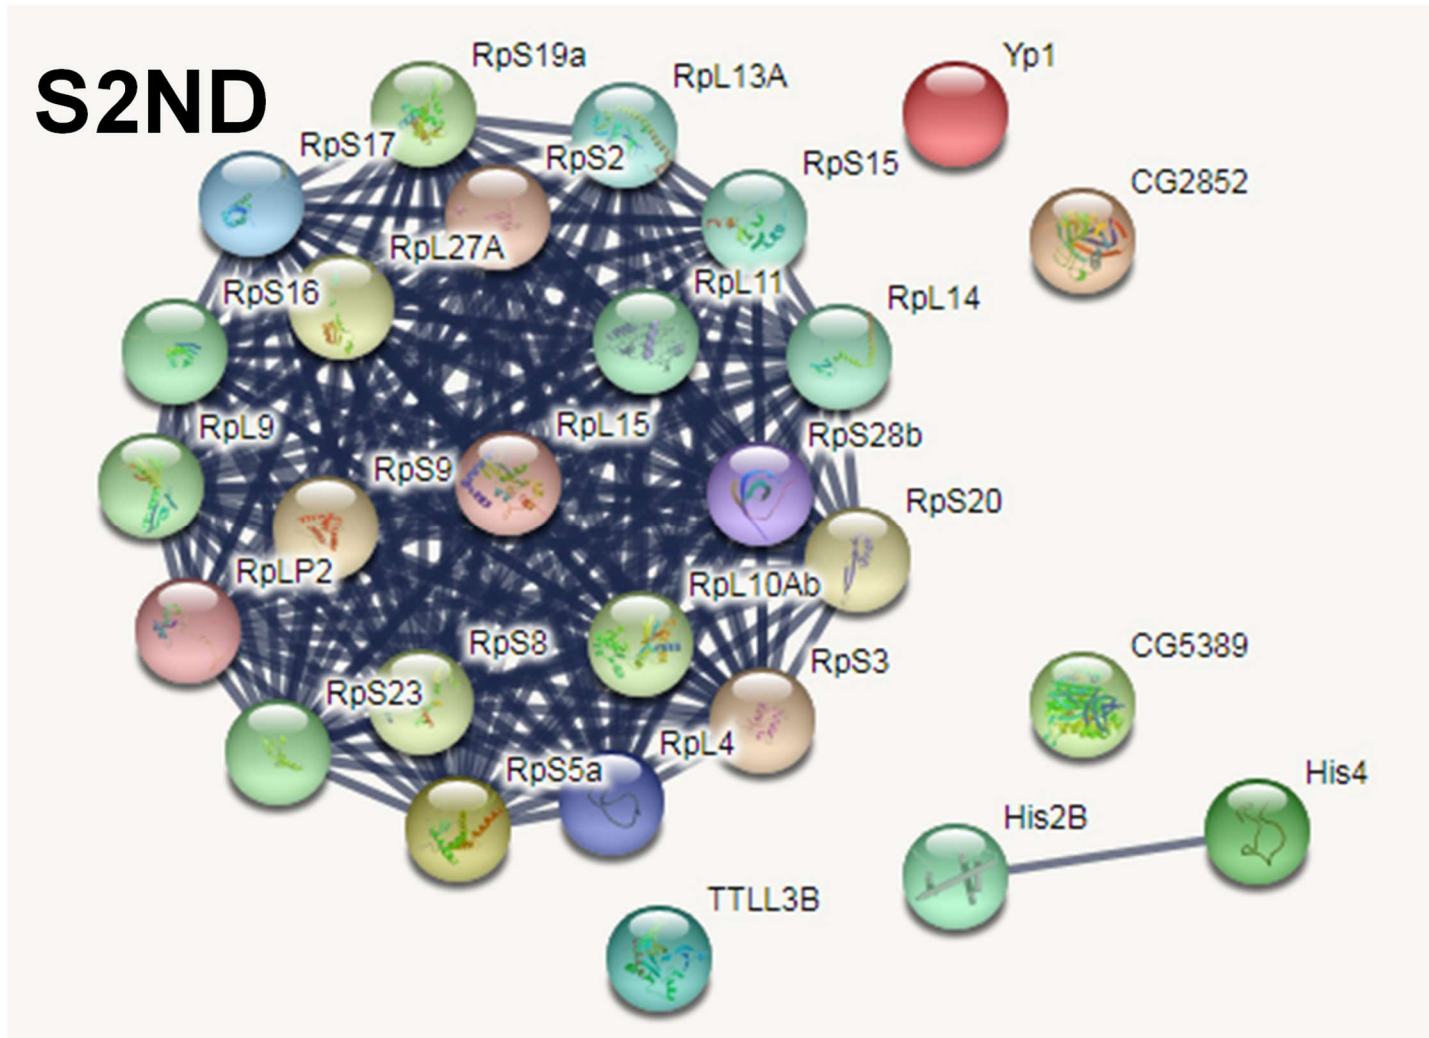 S2ND
RpS19a
RpL13A
Yp1
RpS17
RpS2
RpS15
CG2852
RpL27A
RpL11
RpS16
RpL14
RpL9
RpL15
RpS28b
RpS9
RpS20
RpLP2
RpL10Ab
RpS8
RpS3
CG5389
RpS23
RpL4
RpS5a
His4
His2B
TTLL3B